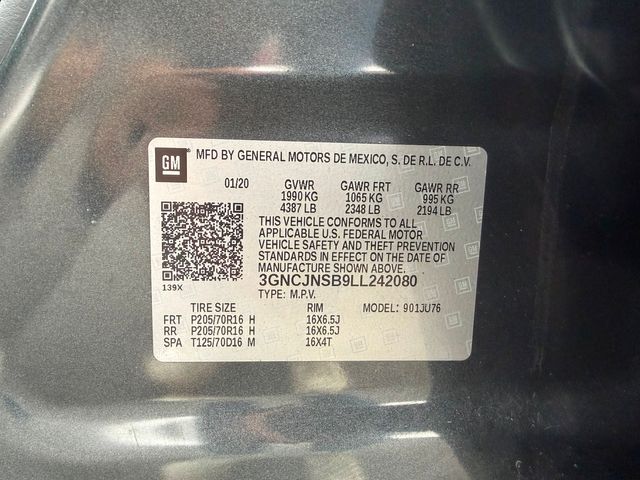 GM MFD BY GENERAL MOTORS DE MEXICO, S. DE R.L. DE C.V.
01/20 GVWR GAWR FRT GAWR RR
1990 KG 1065 KG 995 KG
4387 LB 2348 LB 2194 LB
THIS VEHICLE CONFORMS TO ALL
APPLICABLE U.S. FEDERAL MOTOR
VEHICLE SAFETY AND THEFT PREVENTION
STANDARDS IN EFFECT ON THE DATE OF
MANUFACTURE SHOWN ABOVE.
139X
3GNCJNSB9LL242080
TYPE: M.P.V.
TIRE SIZE RIM MODEL: 901JU76
FRT P205/70R16 H 16X6.5J
RR P205/70R16 H 16X6.5J
SPA T125/70D16 M 16X4T